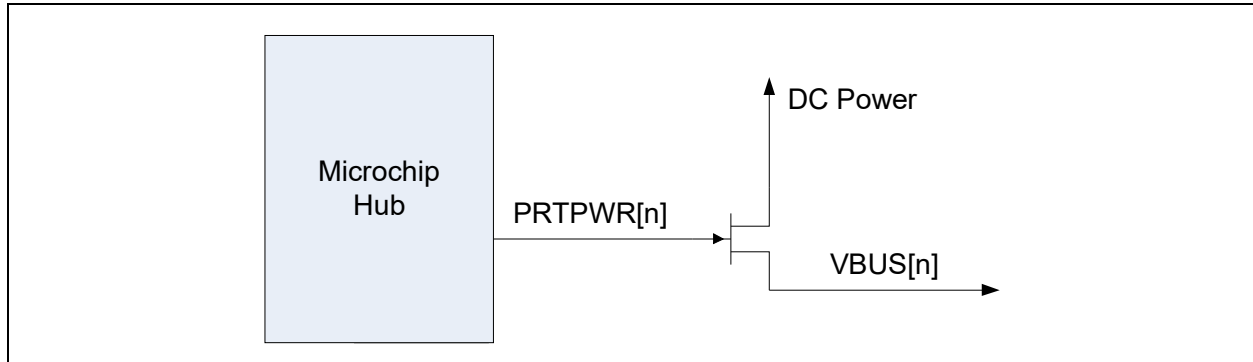 Microchip
Hub
PRTPWR[n]
DC Power
VBUS[n]